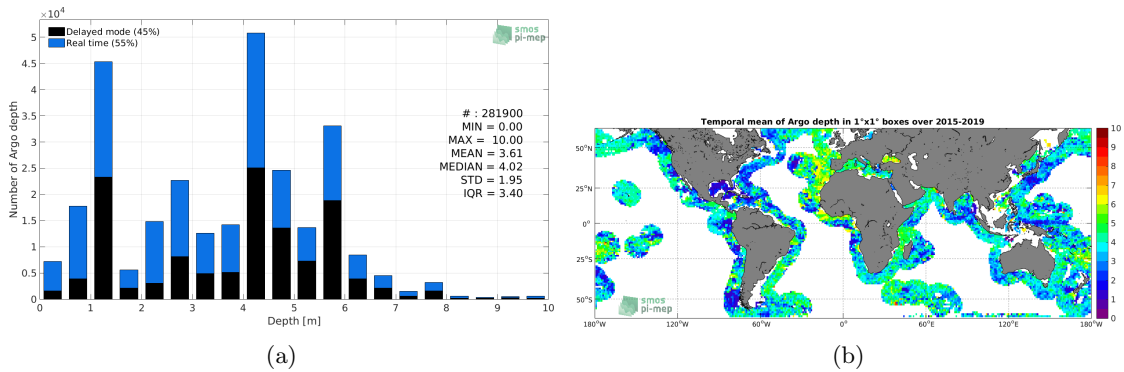 ×10⁴
smos
pi-mep
Delayed mode (45%)
Real time (55%)
5
4.5
4
3.5
3
2.5
2
1.5
1
0.5
0
Number of Argo depth
# : 281900
MIN = 0.00
MAX = 10.00
MEAN = 3.61
MEDIAN = 4.02
STD = 1.95
IQR = 3.40
0 1 2 3 4 5 6 7 8 9 10
Depth [m]
(a)
Temporal mean of Argo depth in 1°x1° boxes over 2015-2019
50°N
25°N
0°
25°S
50°S
180°W 120°W 60°W 0° 60°E 120°E 180°W
smos
pi-mep
10
9
8
7
6
5
4
3
2
1
0
(b)